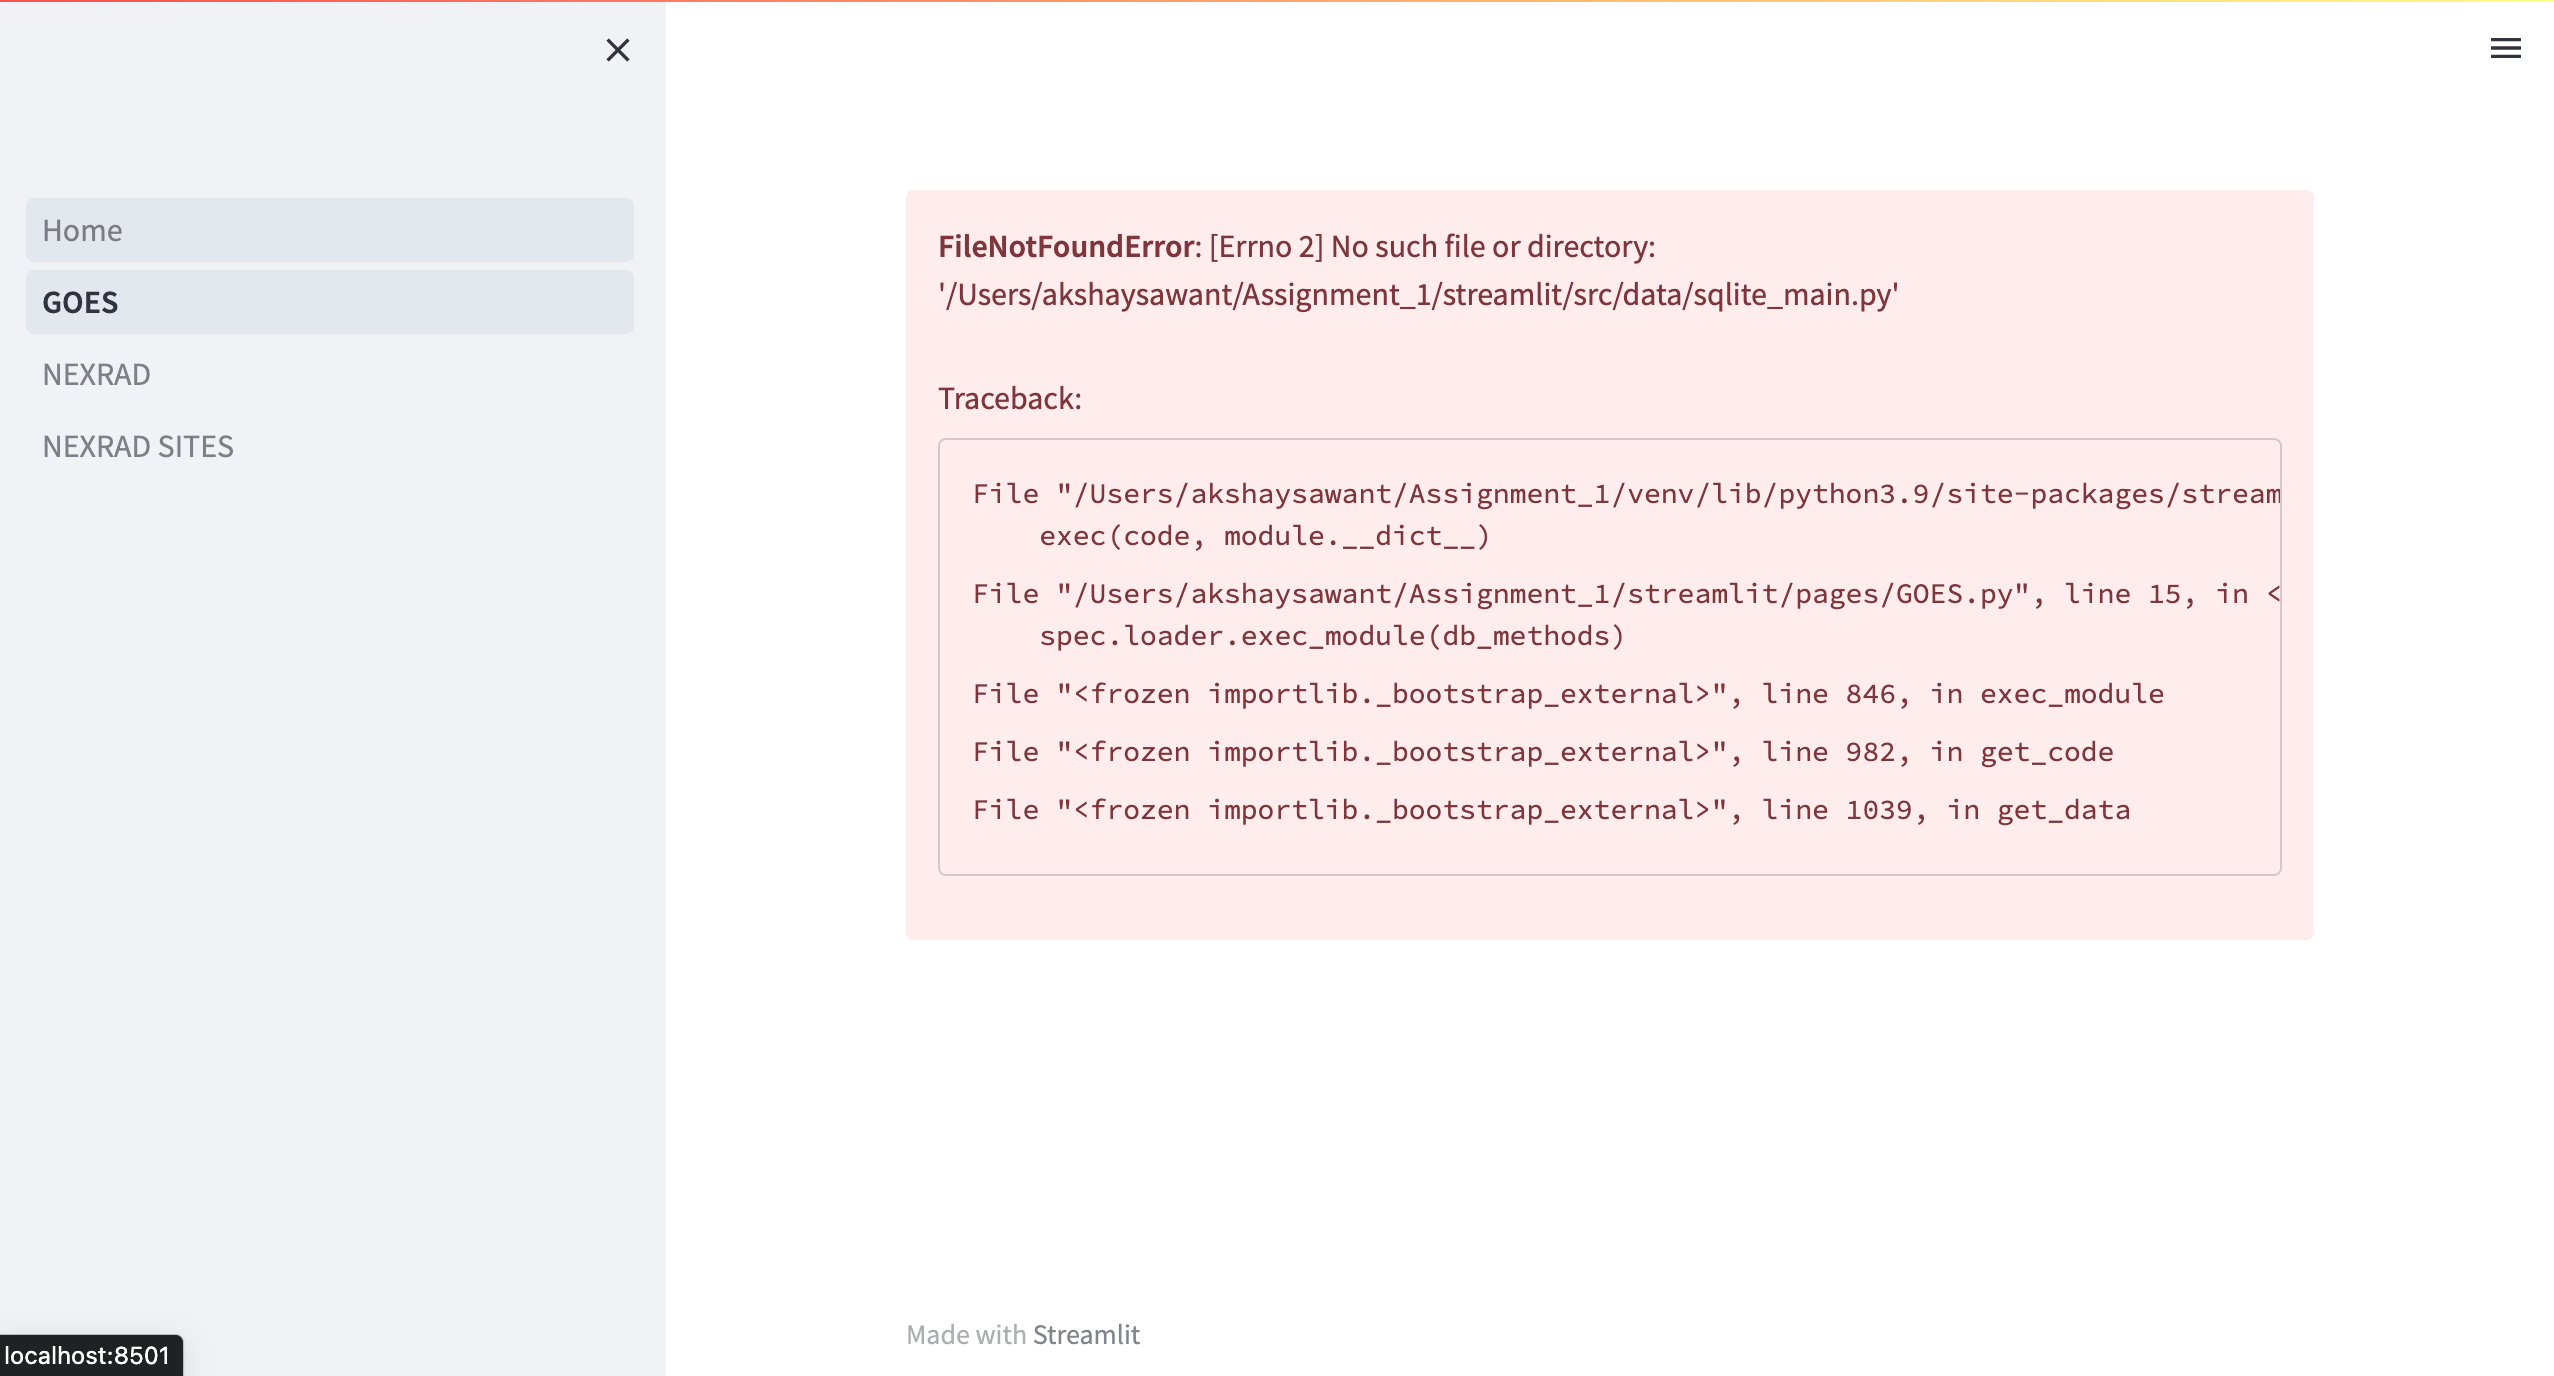 Home
GOES
NEXRAD
NEXRAD SITES
FileNotFoundError: [Errno 2] No such file or directory:
'/Users/akshaysawant/Assignment_1/streamlit/src/data/sqlite_main.py'
Traceback:
File "/Users/akshaysawant/Assignment_1/venv/lib/python3.9/site-packages/stream
exec(code, module.__dict__)
File "/Users/akshaysawant/Assignment_1/streamlit/pages/GOES.py", line 15, in <
spec.loader.exec_module(db_methods)
File "<frozen importlib._bootstrap_external>", line 846, in exec_module
File "<frozen importlib._bootstrap_external>", line 982, in get_code
File "<frozen importlib._bootstrap_external>", line 1039, in get_data
Made with Streamlit
localhost:8501